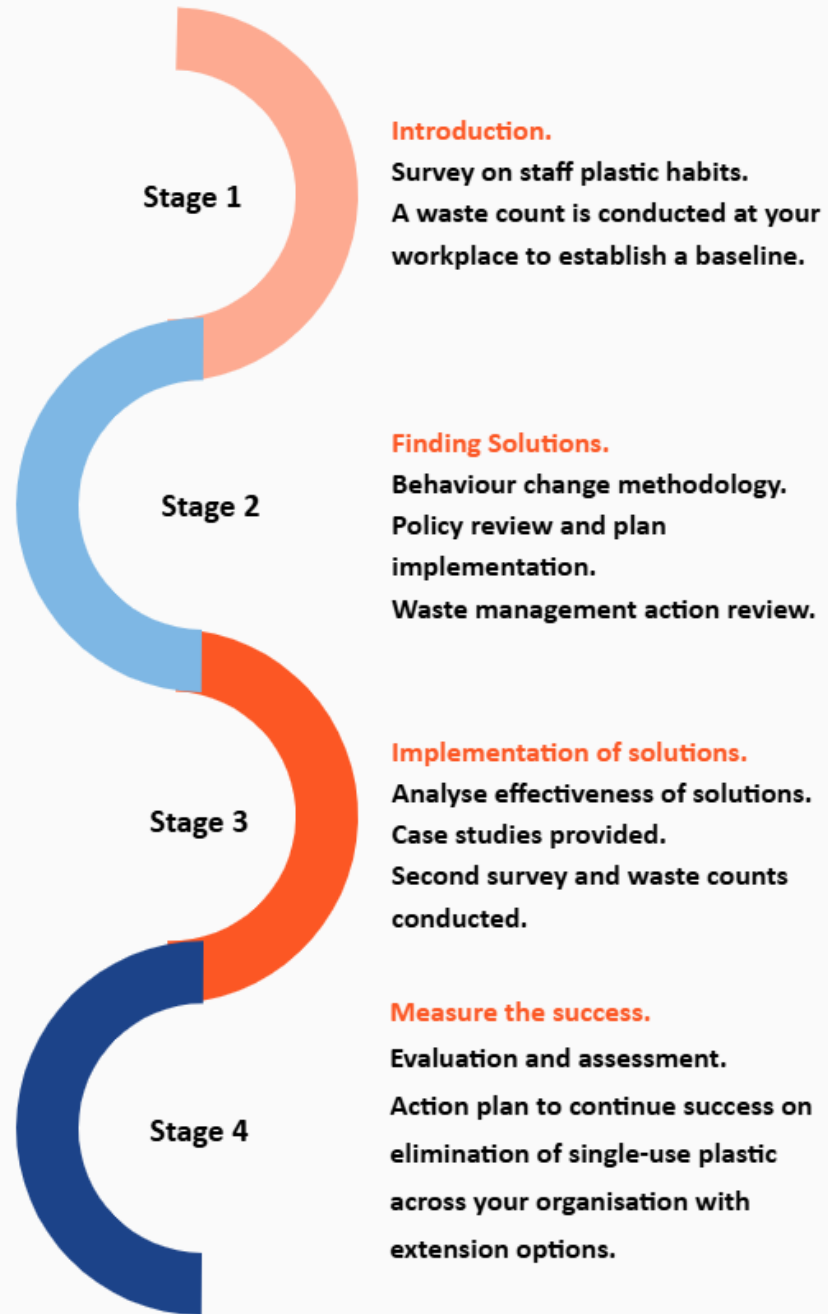 Stage 1
Introduction.
Survey on staff plastic habits.
A waste count is conducted at your
workplace to establish a baseline.
Stage 2
Finding Solutions.
Behaviour change methodology.
Policy review and plan
implementation.
Waste management action review.
Stage 3
Implementation of solutions.
Analyse effectiveness of solutions.
Case studies provided.
Second survey and waste counts
conducted.
Stage 4
Measure the success.
Evaluation and assessment.
Action plan to continue success on
elimination of single-use plastic
across your organisation with
extension options.